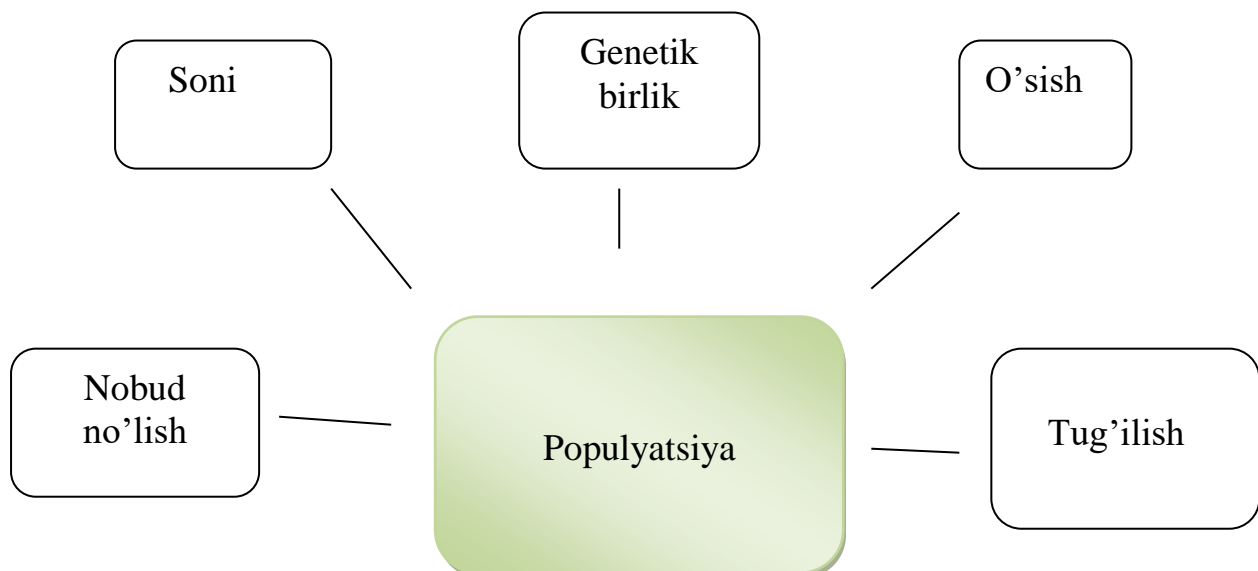 Soni
Genetik
birlik
O’sish
Nobud
no’lish
Populyatsiya
Tug’ilish